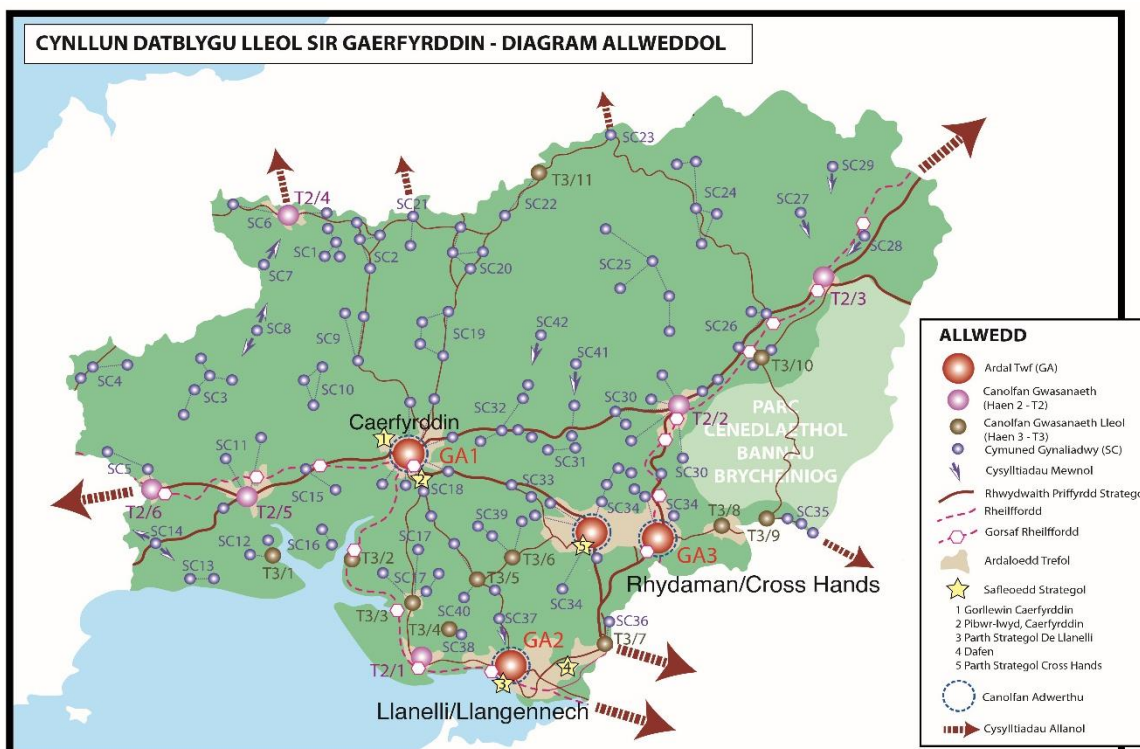 CYNLLUN DATBLYGU LLEOL SIR GAERFYRDDIN - DIAGRAM ALLWEDDOL
SC23
T3/11
SC29
SC24
SC27
T2/4
SC21
SC22
SC6
SC1
SC2
SC20
SC28
SC7
SC25
T2/3
SC8
SC9
SC19
SC42
SC26
SC41
T3/10
SC4
SC3
SC10
SC32
SC30
T2/2
PARC
CENEDLAETHOL
BANNAU
BRYCHEINIOG
Caerfyrddin
1
GA1
SC11
SC31
SC5
SC15
2
SC18
SC33
SC30
T2/6
T2/5
SC34
SC34
T3/8
SC35
SC14
SC12
SC16
SC39
5
GA3
T3/9
T3/1
T3/2
SC17
T3/6
Rhydaman/Cross Hands
SC13
SC17
T3/5
SC34
T3/3
SC40
SC37
SC36
T3/4
SC38
GA2
T3/7
T2/1
4
3
Llanelli/Llangennech
ALLWEDD
Ardal Twf (GA)
Canolfan Gwasanaeth
(Haen 2 - T2)
Canolfan Gwasanaeth Lleol
(Haen 3 - T3)
Cymuned Gynaliadwy (SC)
Cysylltiadau Mewnol
Rhwydwaith Priffyrdd Strategol
Rheilffordd
Gorsaf Rheilffordd
Ardaloedd Trefol
Safleoedd Strategol
1 Gorllewin Caerfyrddin
2 Pibwr-lwyd, Caerfyrddin
3 Parth Strategol De Llanelli
4 Dafen
5 Parth Strategol Cross Hands
Canolfan Adwerthu
Cysylltiadau Allanol